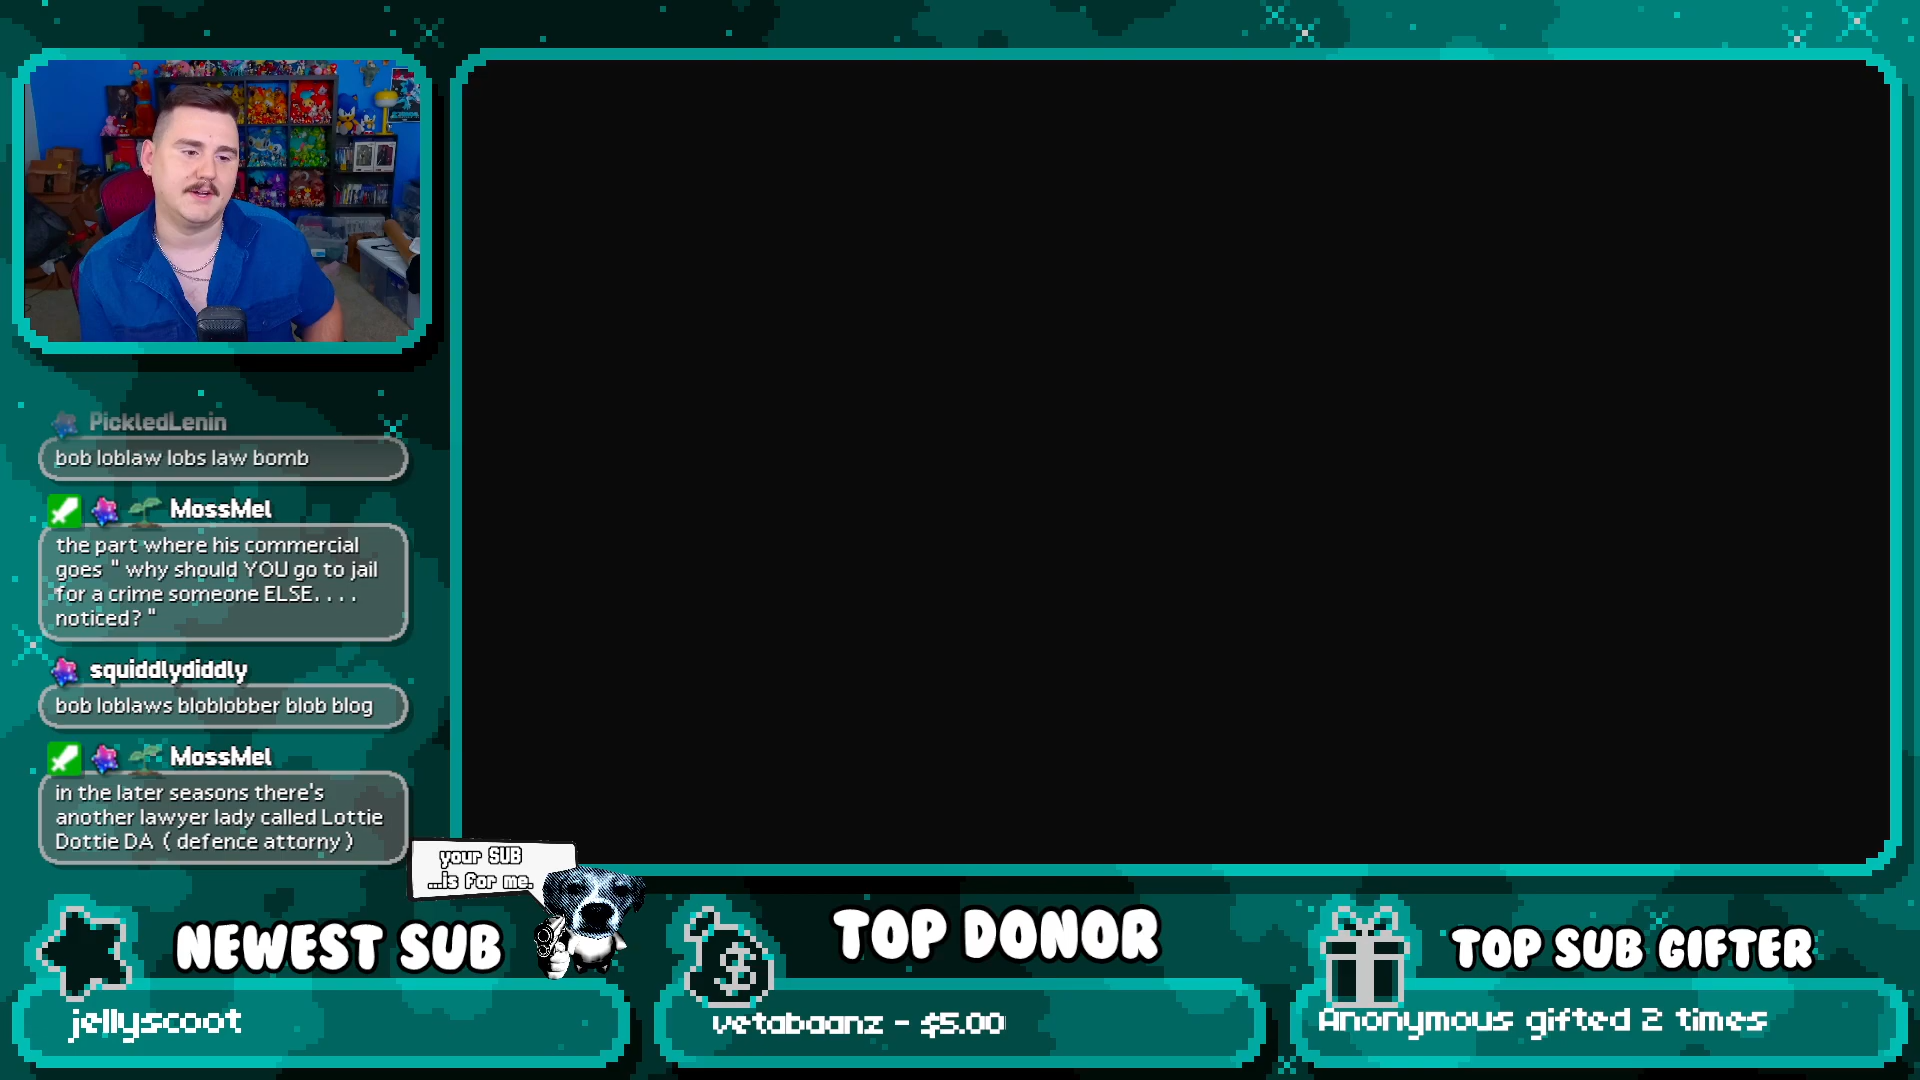 PickledLenin
bob loblaw lobs law bomb
MossMel
the part where his commercial
goes " why should YOU go to jail
for a crime someone ELSE. . . .
noticed? "
squiddlydiddly
bob loblaws bloblobber blob blog
MossMel
in the later seasons there's
another lawyer lady called Lottie
Dottie DA ( defence attorny )
your SUB
...is for me.
NEWEST SUB
jellyscoot
TOP DONOR
vetabaanz - $5.00
TOP SUB GIFTER
Anonymous gifted 2 times